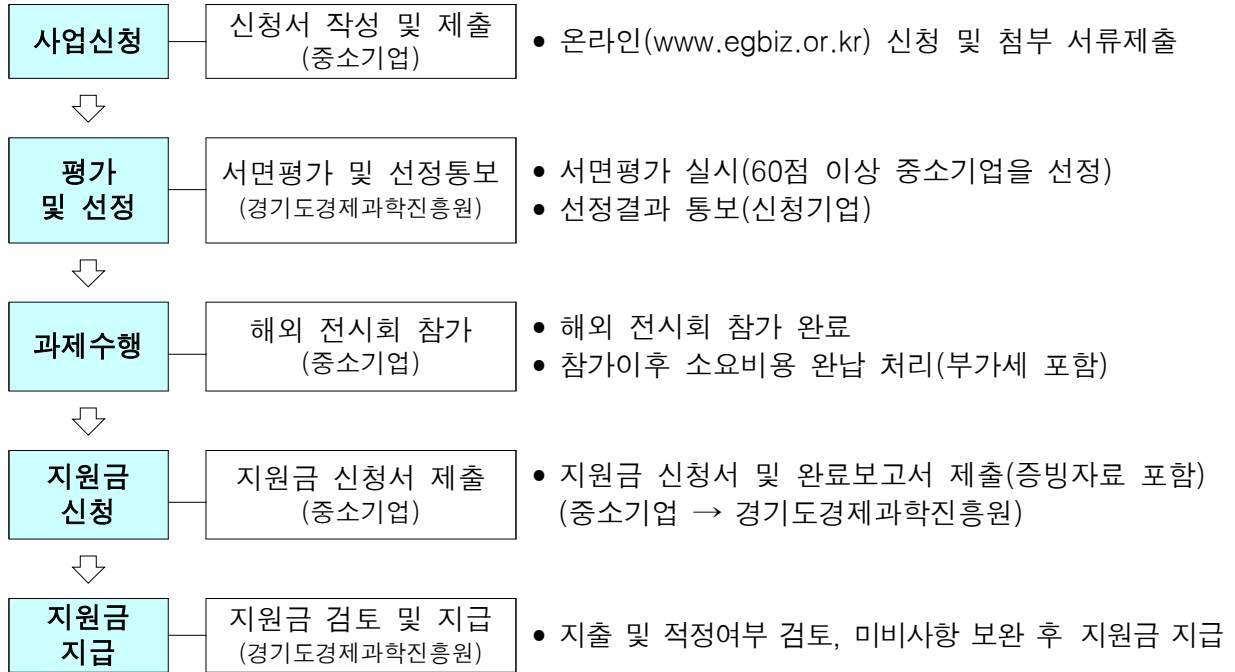 사업신청
신청서 작성 및 제출
(중소기업)
• 온라인(www.egbiz.or.kr) 신청 및 첨부 서류제출
평가
및 선정
서면평가 및 선정통보
(경기도경제과학진흥원)
• 서면평가 실시(60점 이상 중소기업을 선정)
• 선정결과 통보(신청기업)
과제수행
해외 전시회 참가
(중소기업)
• 해외 전시회 참가 완료
• 참가이후 소요비용 완납 처리(부가세 포함)
지원금
신청
지원금 신청서 제출
(중소기업)
• 지원금 신청서 및 완료보고서 제출(증빙자료 포함)
(중소기업 → 경기도경제과학진흥원)
지원금
지급
지원금 검토 및 지급
(경기도경제과학진흥원)
• 지출 및 적정여부 검토, 미비사항 보완 후 지원금 지급